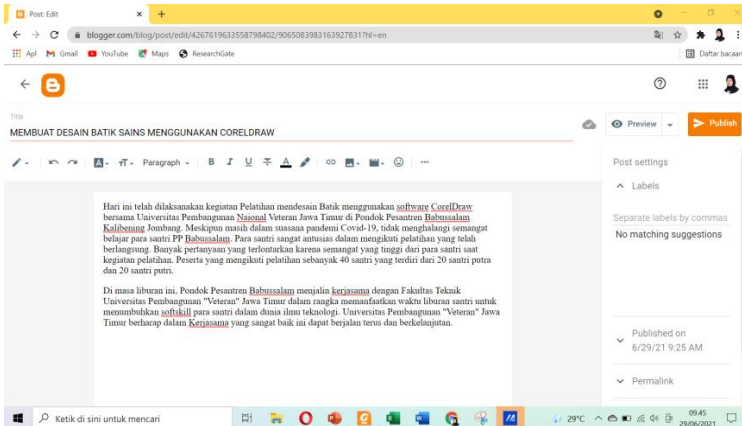 Post: Edit
blogger.com/blog/post/edit/4267619633558798402/9065083983163927831?hl=en
Apl Gmail YouTube Maps ResearchGate Daftar bacaan
Title
MEMBUAT DESAIN BATIK SAINS MENGGUNAKAN CORELDRAW
Preview
Publish
Paragraph
B I U A
Hari ini telah dilaksanakan kegiatan Pelatihan mendesain Batik menggunakan software CorelDraw
bersama Universitas Pembangunan Naional Veteran Jawa Timur di Pondok Pesantren Babussalam
Kalibening Jombang. Meskipun masih dalam suasana pandemi Covid-19, tidak menghalangi semangat
belajar para santri PP Babussalam. Para santri sangat antusias dalam mengikuti pelatihan yang telah
berlangsung. Banyak pertanyaan yang terlontarkan karena semangat yang tinggi dari para santri saat
kegiatan pelatihan. Peserta yang mengikuti pelatihan sebanyak 40 santri yang terdiri dari 20 santri putra
dan 20 santri putri.
Di masa liburan ini, Pondok Pesantren Babussalam menjalin kerjasama dengan Fakultas Teknik
Universitas Pembangunan "Veteran" Jawa Timur dalam rangka memanfaatkan waktu liburan santri untuk
menumbuhkan softskill para santri dalam dunia ilmu teknologi. Universitas Pembangunan "Veteran" Jawa
Timur berharap dalam Kerjasama yang sangat baik ini dapat berjalan terus dan berkelanjutan.
Post settings
Labels
Separate labels by commas
No matching suggestions
Published on
6/29/21 9:25 AM
Permalink
Ketik di sini untuk mencari
29°C
09.45
29/06/2021